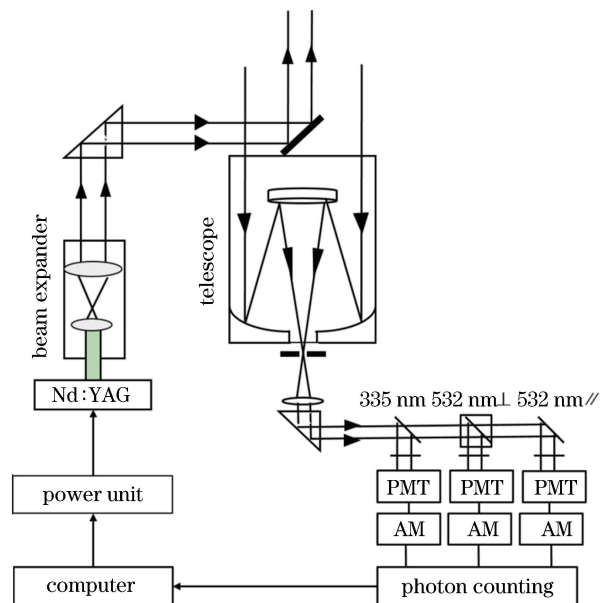 beam expander
telescope
335 nm 532 nm⊥ 532 nm∥
Nd:YAG
PMT PMT PMT
power unit
AM AM AM
computer
photon counting